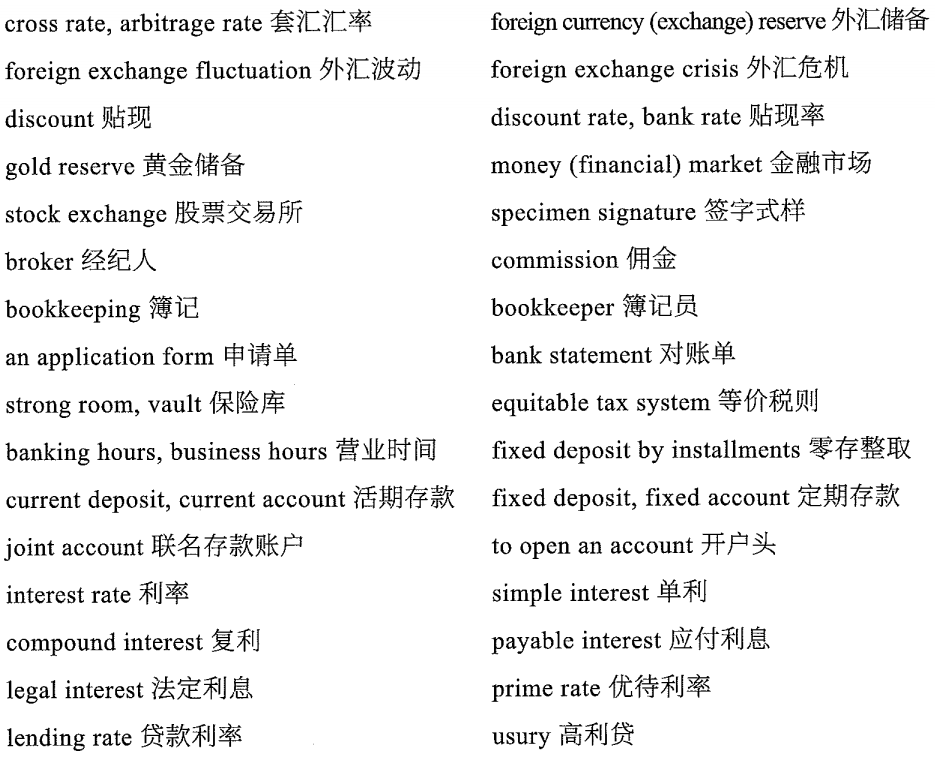 cross rate, arbitrage rate 套汇汇率
foreign currency (exchange) reserve 外汇储备
foreign exchange fluctuation 外汇波动
foreign exchange crisis 外汇危机
discount 贴现
discount rate, bank rate 贴现率
gold reserve 黄金储备
money (financial) market 金融市场
stock exchange 股票交易所
specimen signature 签字式样
broker 经纪人
commission 佣金
bookkeeping 簿记
bookkeeper 簿记员
an application form 申请单
bank statement 对账单
strong room, vault 保险库
equitable tax system 等价税则
banking hours, business hours 营业时间
fixed deposit by installments 零存整取
current deposit, current account 活期存款
fixed deposit, fixed account 定期存款
joint account 联名存款账户
to open an account 开户头
interest rate 利率
simple interest 单利
compound interest 复利
payable interest 应付利息
legal interest 法定利息
prime rate 优待利率
lending rate 贷款利率
usury 高利贷